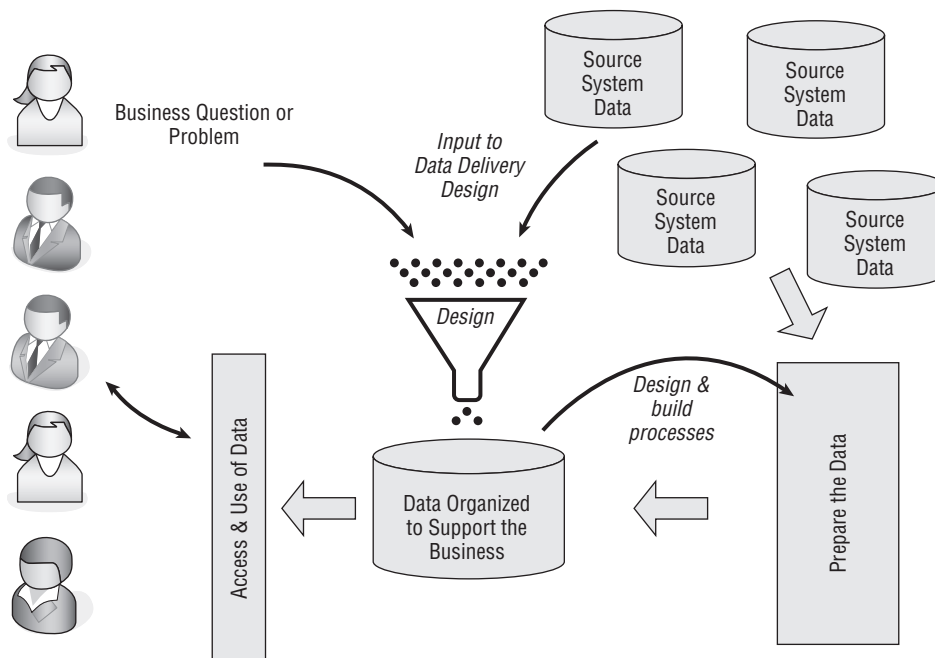 Business Question or
Problem
Input to
Data Delivery
Design
Source
System
Data
Source
System
Data
Source
System
Data
Source
System
Data
Design
Design &
build
processes
Access & Use of Data
Data Organized
to Support the
Business
Prepare the Data